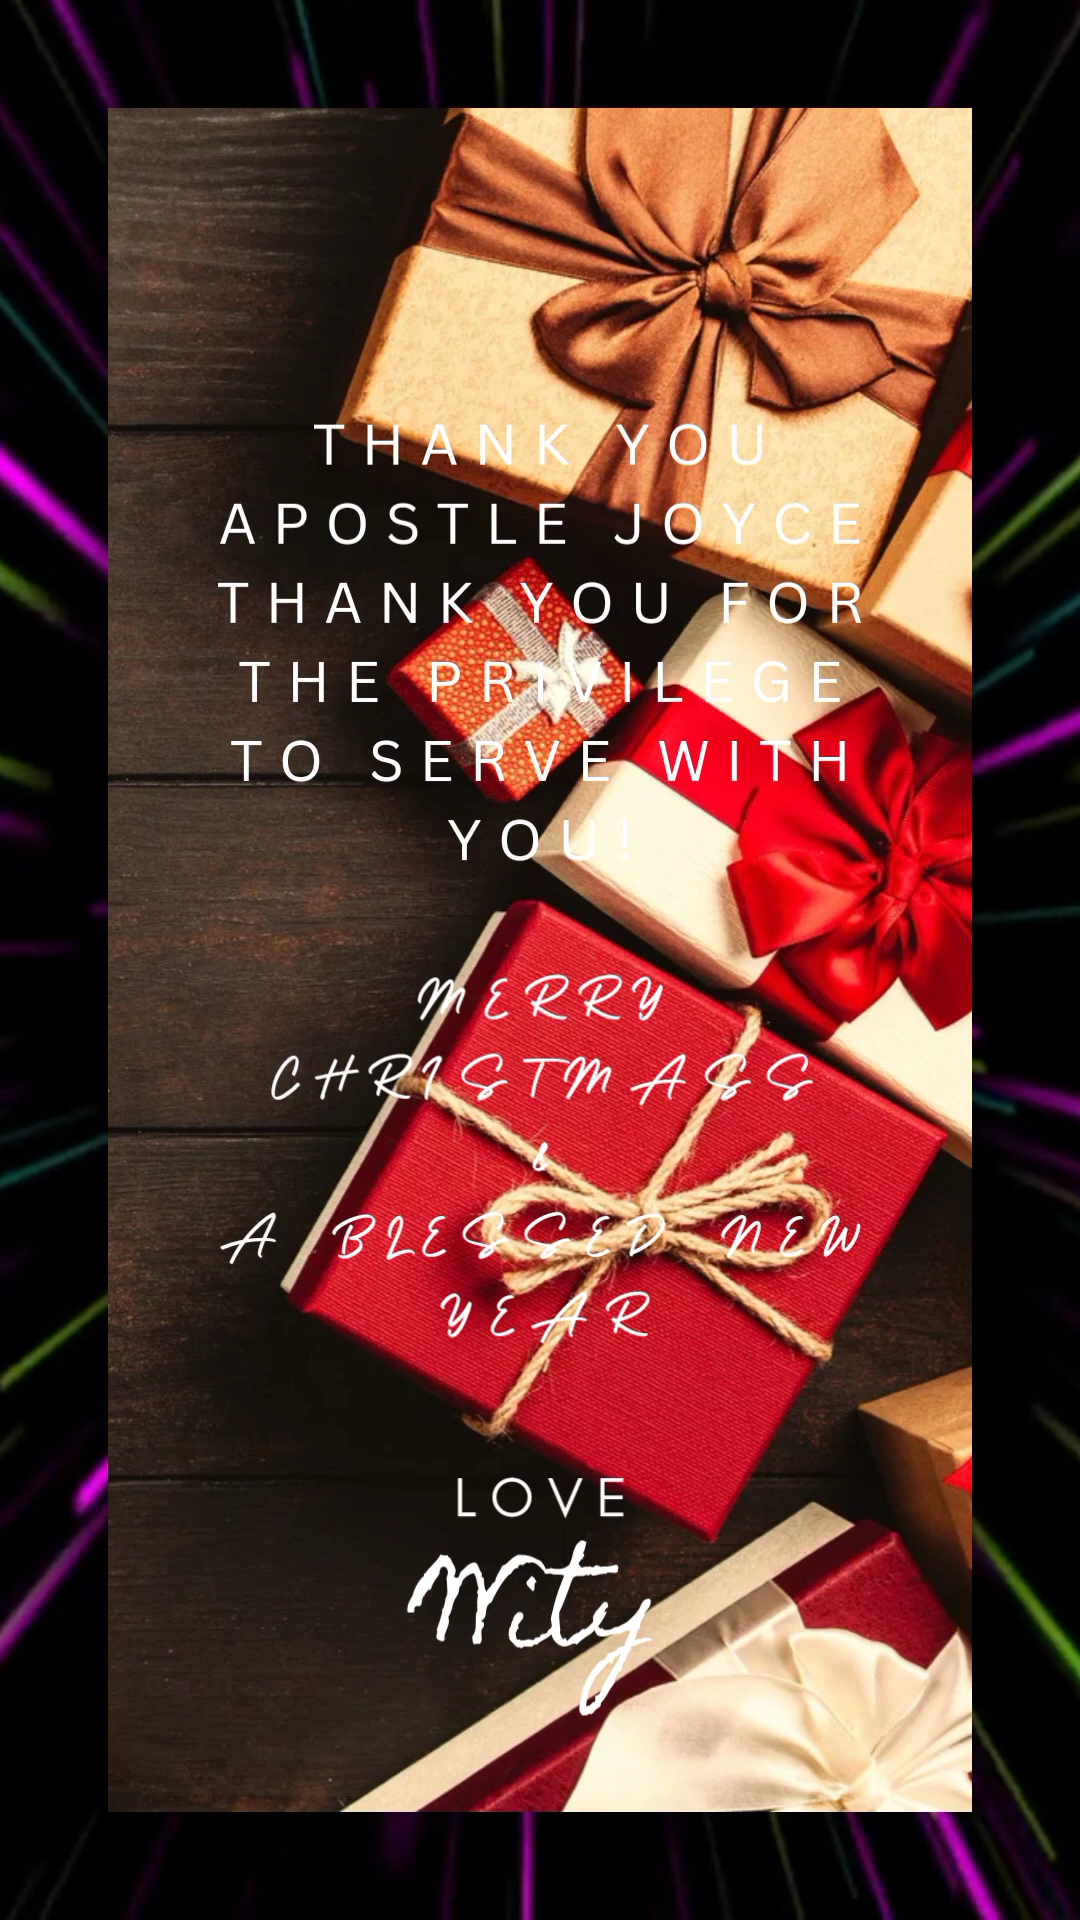 THANK YOU
APOSTLE JOYCE
THANK YOU FOR
THE PRIVILEGE
TO SERVE WITH
YOU!
MERRY
CHRISTMASS
&
A BLESSED NEW
YEAR
LOVE
Wity